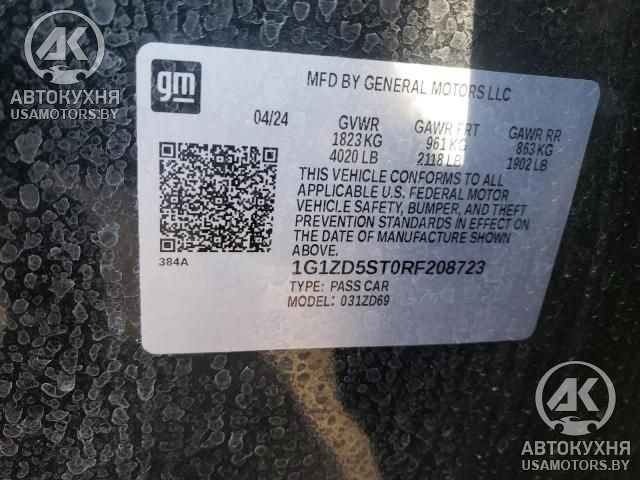 AK
АВТОКУХНЯ
USAMOTORS.BY
gm
MFD BY GENERAL MOTORS LLC
04/24 GVWR GAWR FRT GAWR RR
1823 KG 961 KG 863 KG
4020 LB 2118 LB 1902 LB
THIS VEHICLE CONFORMS TO ALL
APPLICABLE U.S. FEDERAL MOTOR
VEHICLE SAFETY, BUMPER, AND THEFT
PREVENTION STANDARDS IN EFFECT ON
THE DATE OF MANUFACTURE SHOWN
ABOVE.
384A
1G1ZD5ST0RF208723
TYPE: PASS CAR
MODEL: 031ZD69
AK
АВТОКУХНЯ
USAMOTORS.BY